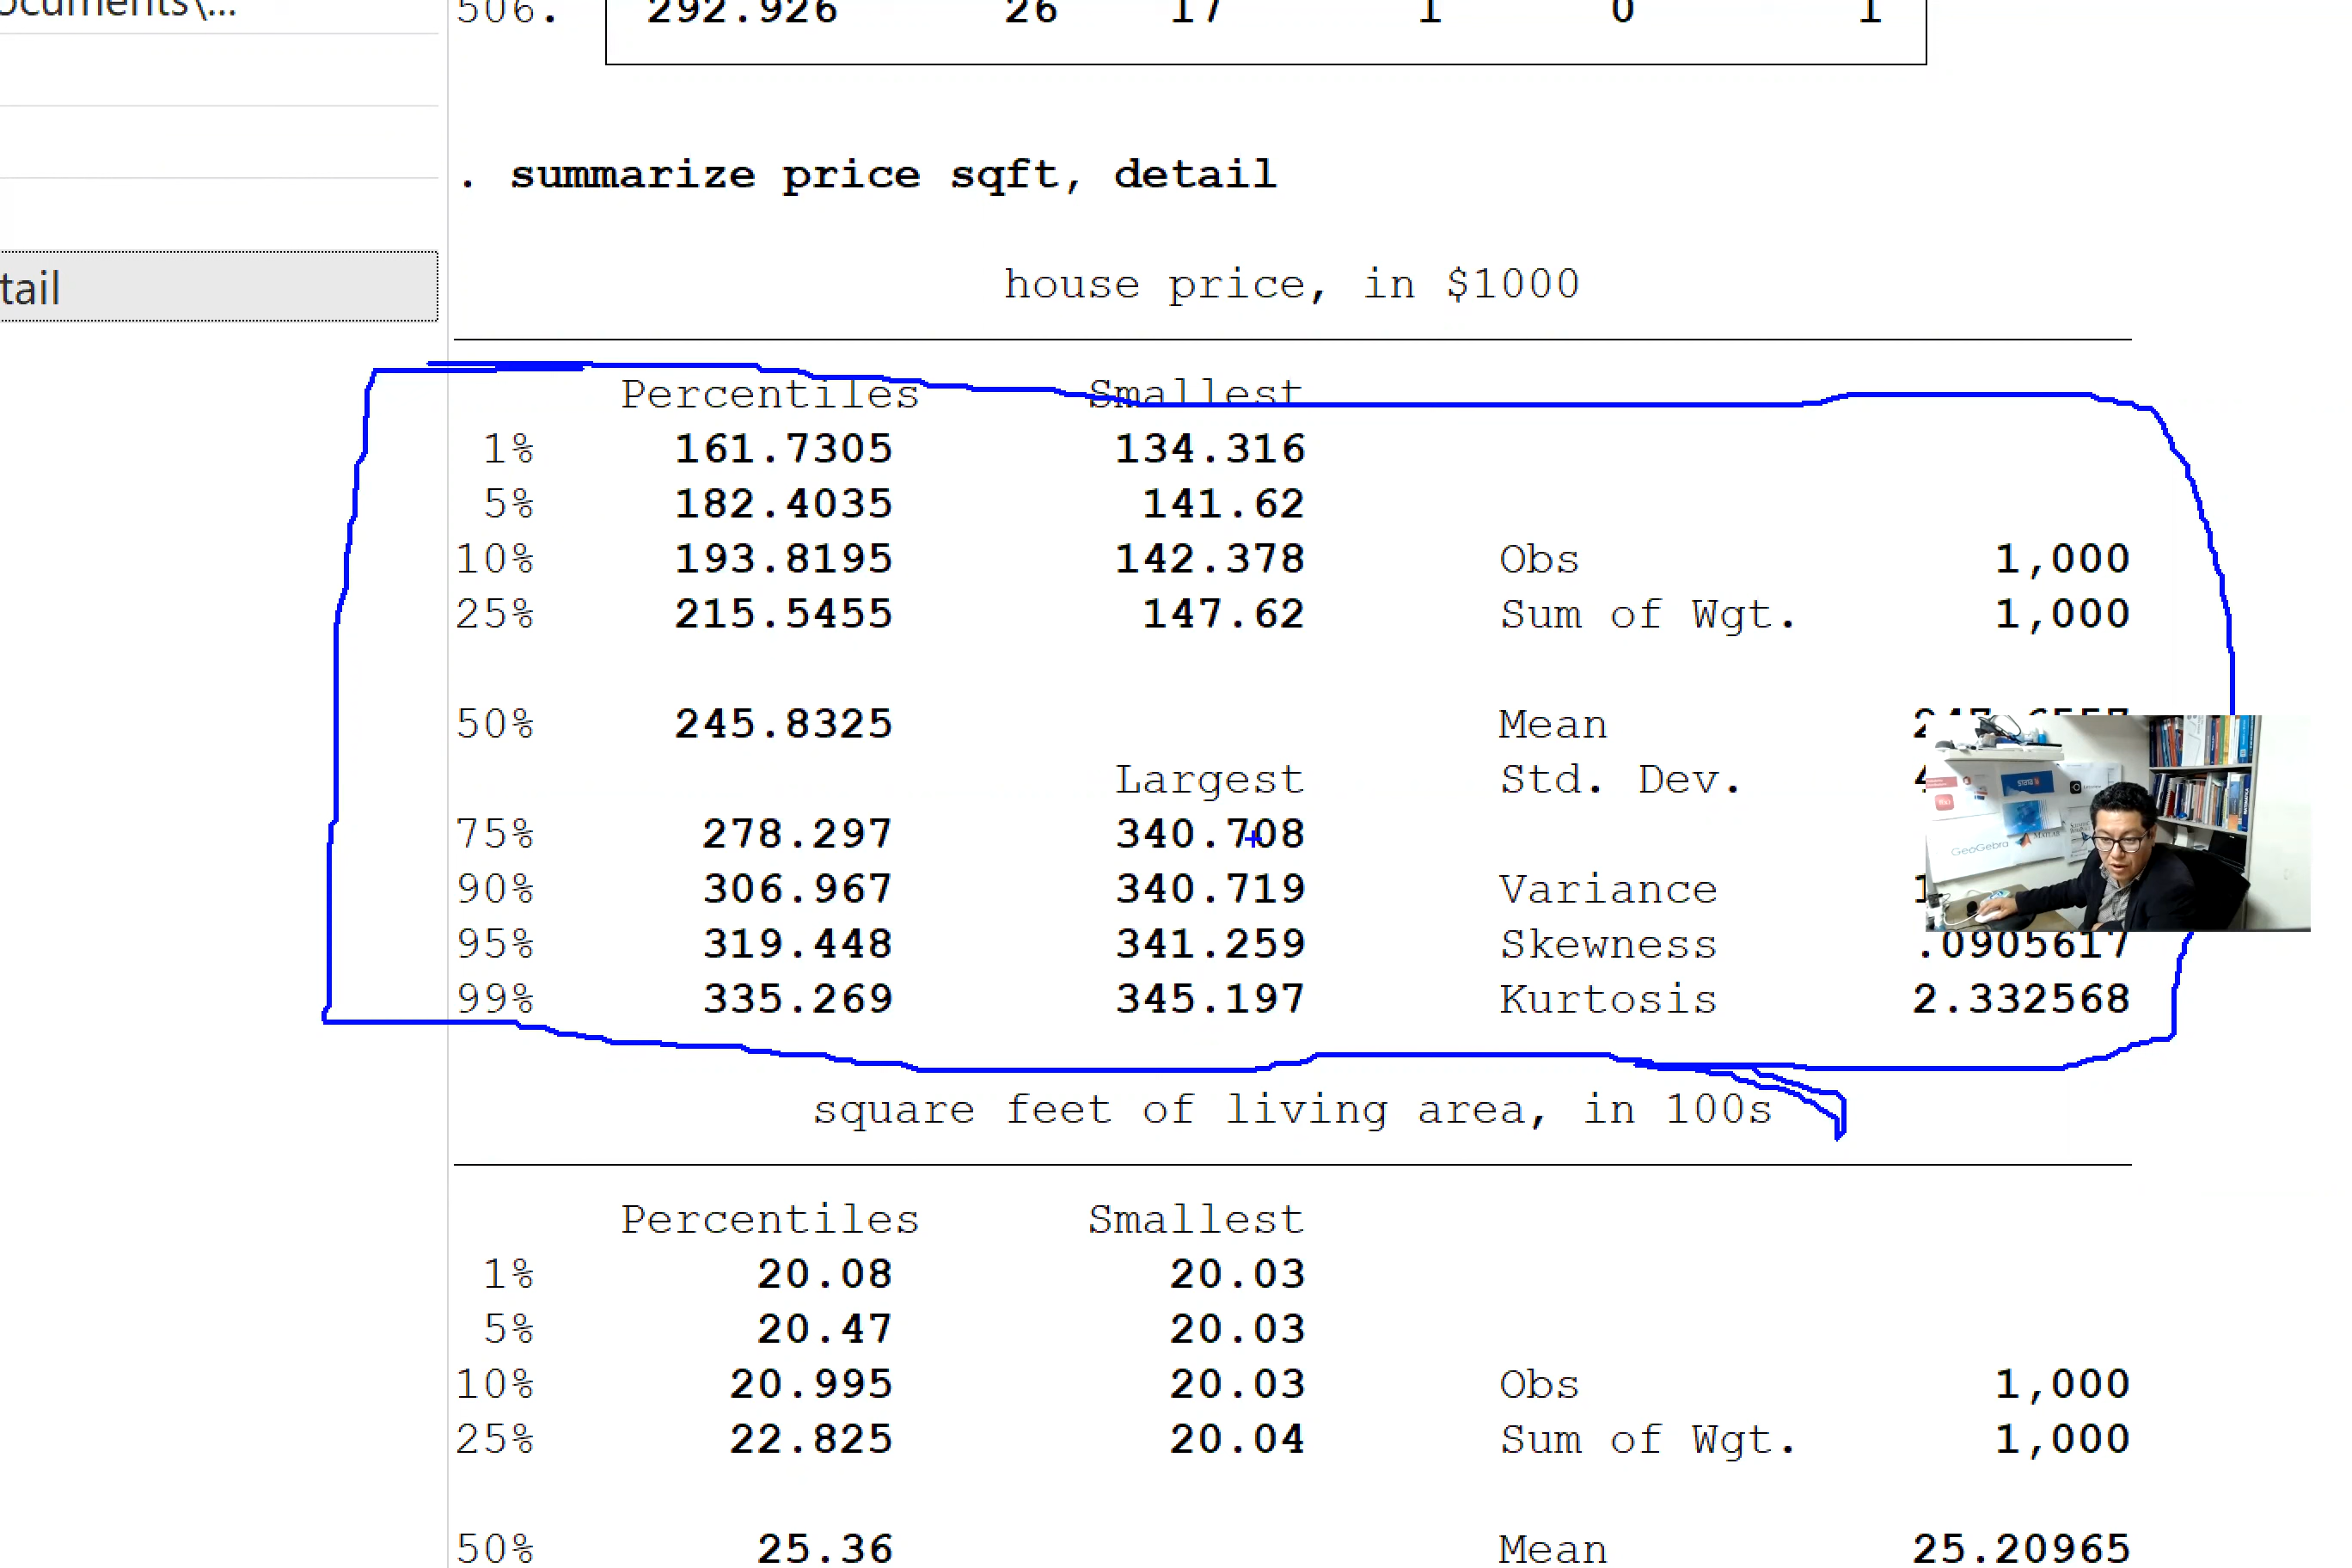 506. 292.926 26 17 1 0 1
. summarize price sqft, detail
tail
house price, in $1000
Percentiles Smallest
1% 161.7305 134.316
5% 182.4035 141.62
10% 193.8195 142.378 Obs 1,000
25% 215.5455 147.62 Sum of Wgt. 1,000
50% 245.8325 Mean
Largest Std. Dev.
75% 278.297 340.708
90% 306.967 340.719 Variance
95% 319.448 341.259 Skewness .0905617
99% 335.269 345.197 Kurtosis 2.332568
GeoGebra
square feet of living area, in 100s
Percentiles Smallest
1% 20.08 20.03
5% 20.47 20.03
10% 20.995 20.03 Obs 1,000
25% 22.825 20.04 Sum of Wgt. 1,000
50% 25.36 Mean 25.20965